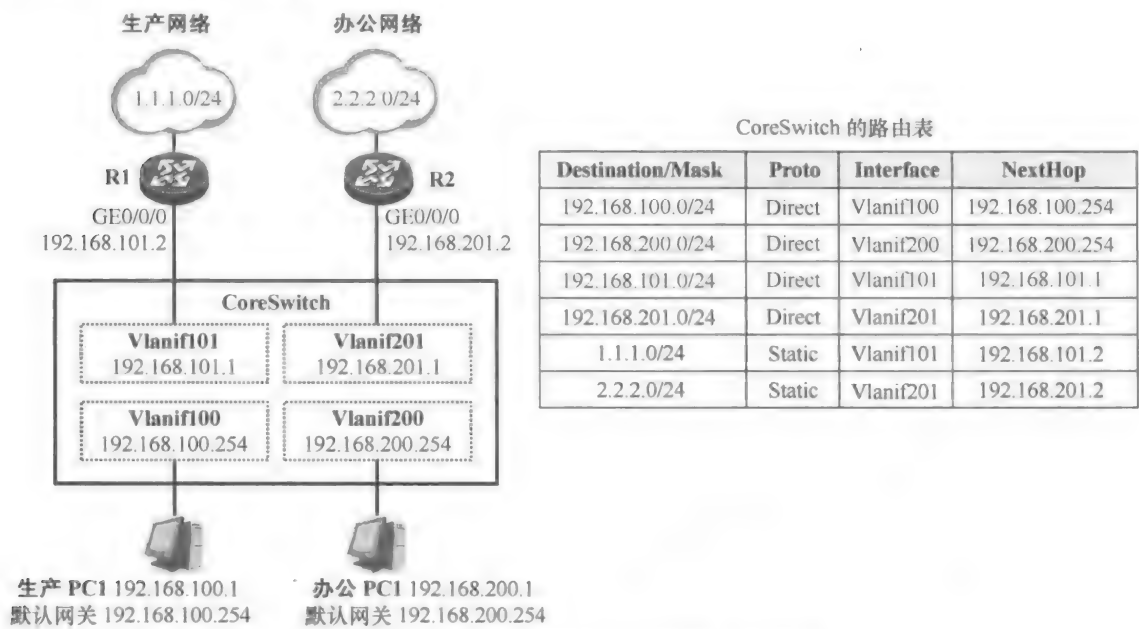 生产网络
办公网络
1.1.1.0/24
2.2.2.0/24
R1
R2
GE0/0/0
192.168.101.2
GE0/0/0
192.168.201.2
CoreSwitch
Vlanif101
192.168.101.1
Vlanif201
192.168.201.1
Vlanif100
192.168.100.254
Vlanif200
192.168.200.254
生产 PC1 192.168.100.1
默认网关 192.168.100.254
办公 PC1 192.168.200.1
默认网关 192.168.200.254
CoreSwitch 的路由表
Destination/Mask Proto Interface NextHop
192.168.100.0/24 Direct Vlanif100 192.168.100.254
192.168.200.0/24 Direct Vlanif200 192.168.200.254
192.168.101.0/24 Direct Vlanif101 192.168.101.1
192.168.201.0/24 Direct Vlanif201 192.168.201.1
1.1.1.0/24 Static Vlanif101 192.168.101.2
2.2.2.0/24 Static Vlanif201 192.168.201.2